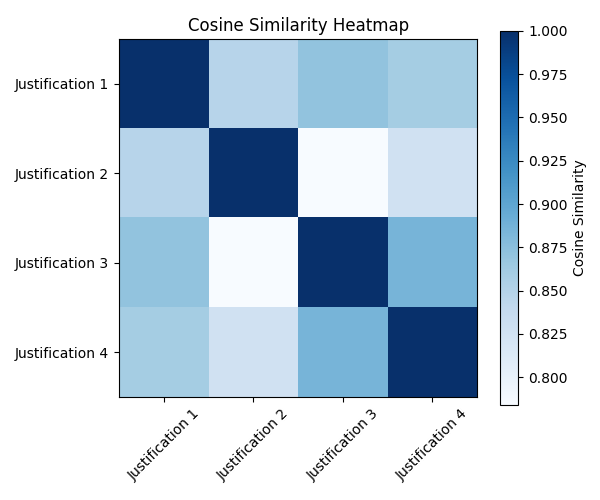 Cosine Similarity Heatmap
Justification 1
Justification 2
Justification 3
Justification 4
Justification 1
Justification 2
Justification 3
Justification 4
1.000
0.975
0.950
0.925
0.900
0.875
0.850
0.825
0.800
Cosine Similarity